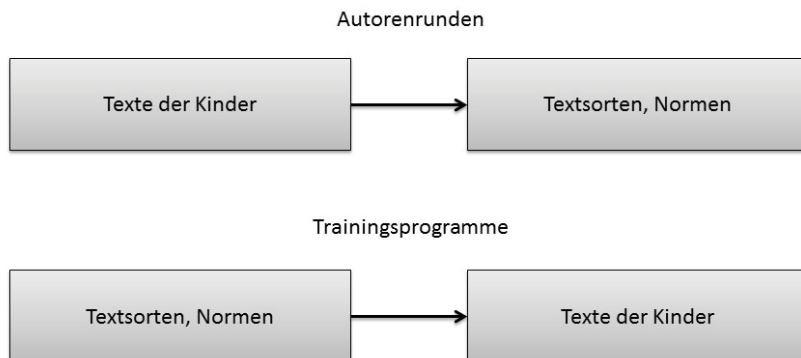 Autorenrunden
Texte der Kinder
Textsorten, Normen
Trainingsprogramme
Textsorten, Normen
Texte der Kinder